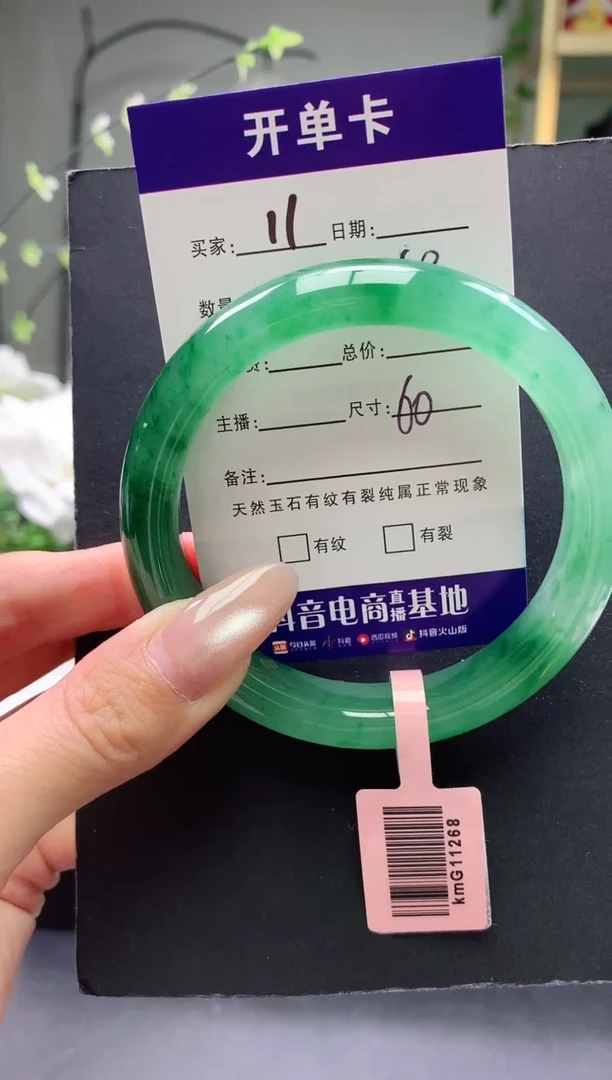 开单卡
买家: 11 日期:
数量
总价:
主播: 尺寸: 60
备注:
天然玉石有纹有裂纯属正常现象
有纹 有裂
抖音电商直播基地
头条 今日头条 抖音 西瓜视频 抖音火山版
kmG11268